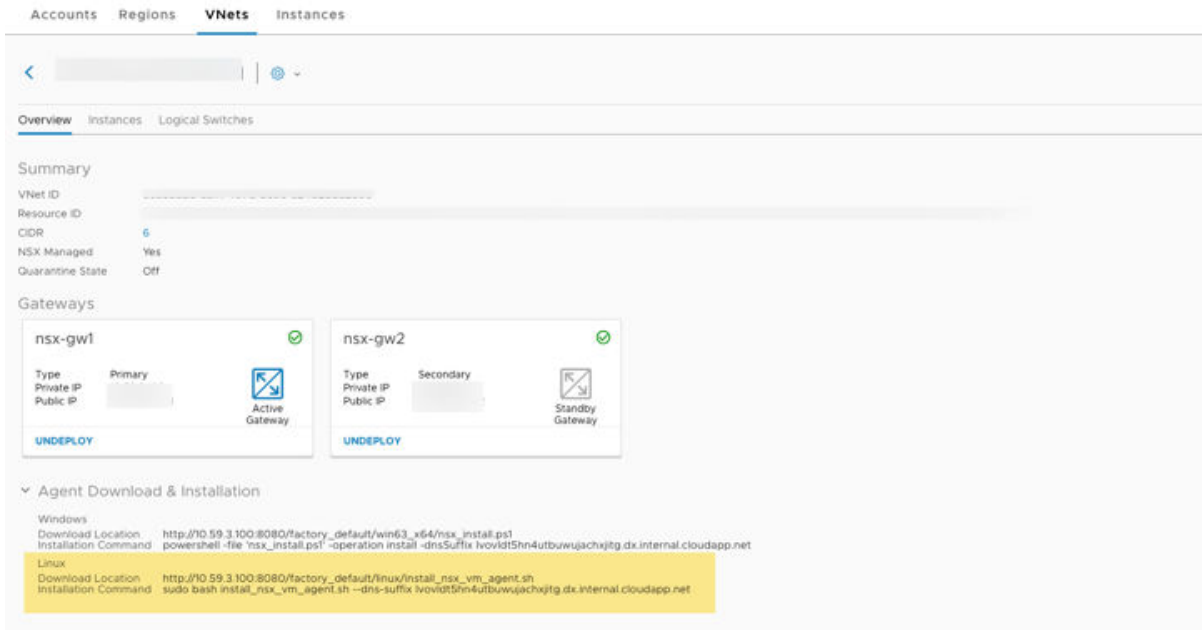 Accounts Regions VNets Instances
Overview Instances Logical Switches
Summary
VNet ID
Resource ID
CIDR 6
NSX Managed Yes
Quarantine State Off
Gateways
nsx-gw1 nsx-gw2
Type Primary Type Secondary
Private IP Private IP
Public IP Public IP
Active Gateway Standby Gateway
UNDEPLOY UNDEPLOY
Agent Download & Installation
Windows
Download Location http://10.59.3.100:8080/factory_default/win63_x64/nsx_install.ps1
Installation Command powershell -file 'nsx_install.ps1' -operation install -dnsSuffix lvovidt5hn4utbuwujachxjitg.dx.internal.cloudapp.net
Linux
Download Location http://10.59.3.100:8080/factory_default/linux/install_nsx_vm_agent.sh
Installation Command sudo bash install_nsx_vm_agent.sh --dns-suffix lvovidt5hn4utbuwujachxjitg.dx.internal.cloudapp.net